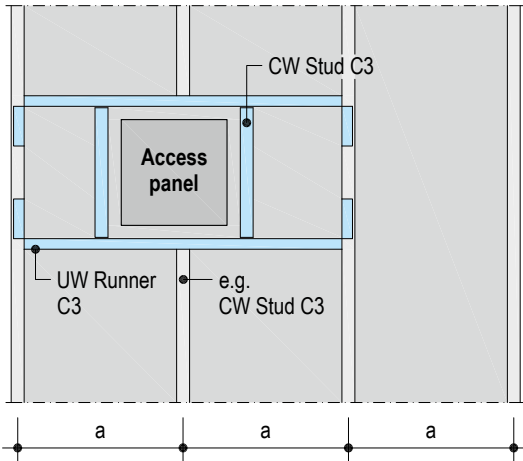 CW Stud C3
Access
panel
UW Runner
C3
e.g.
CW Stud C3
a
a
a